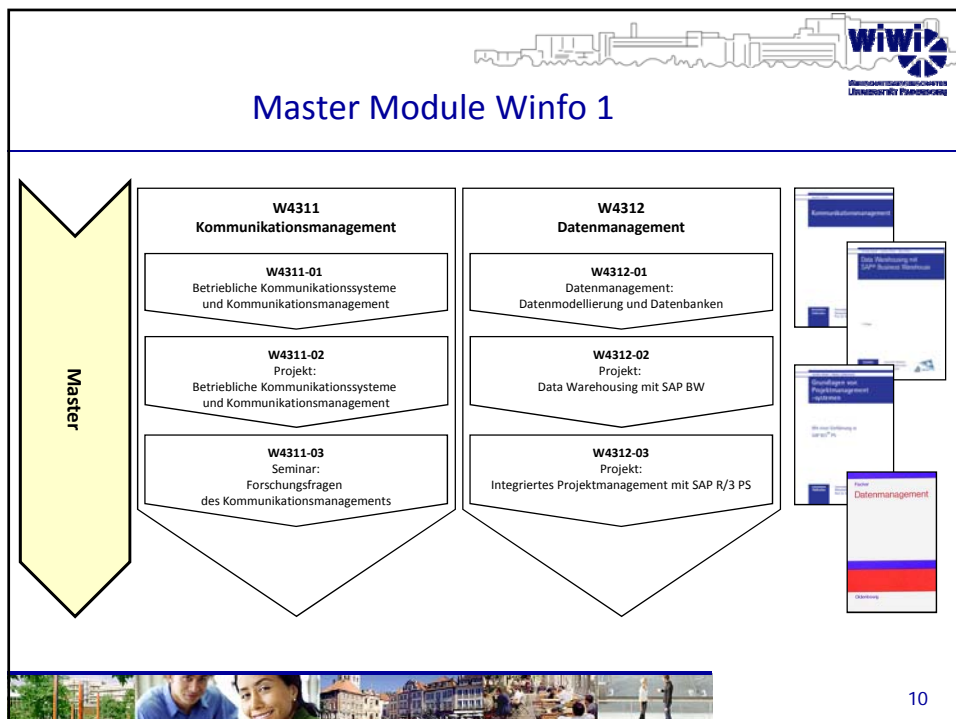 WiWi
Master Module Winfo 1
Master
W4311
Kommunikationsmanagement
W4311-01
Betriebliche Kommunikationssysteme
und Kommunikationsmanagement
W4311-02
Projekt:
Betriebliche Kommunikationssysteme
und Kommunikationsmanagement
W4311-03
Seminar:
Forschungsfragen
des Kommunikationsmanagements
W4312
Datenmanagement
W4312-01
Datenmanagement:
Datenmodellierung und Datenbanken
W4312-02
Projekt:
Data Warehousing mit SAP BW
W4312-03
Projekt:
Integriertes Projektmanagement mit SAP R/3 PS
Kommunikationsmanagement
Data Warehousing mit
SAP® Business Warehouse
Grundlagen von
Projektmanagement
-systemen
Fischer
Datenmanagement
Oldenbourg
10